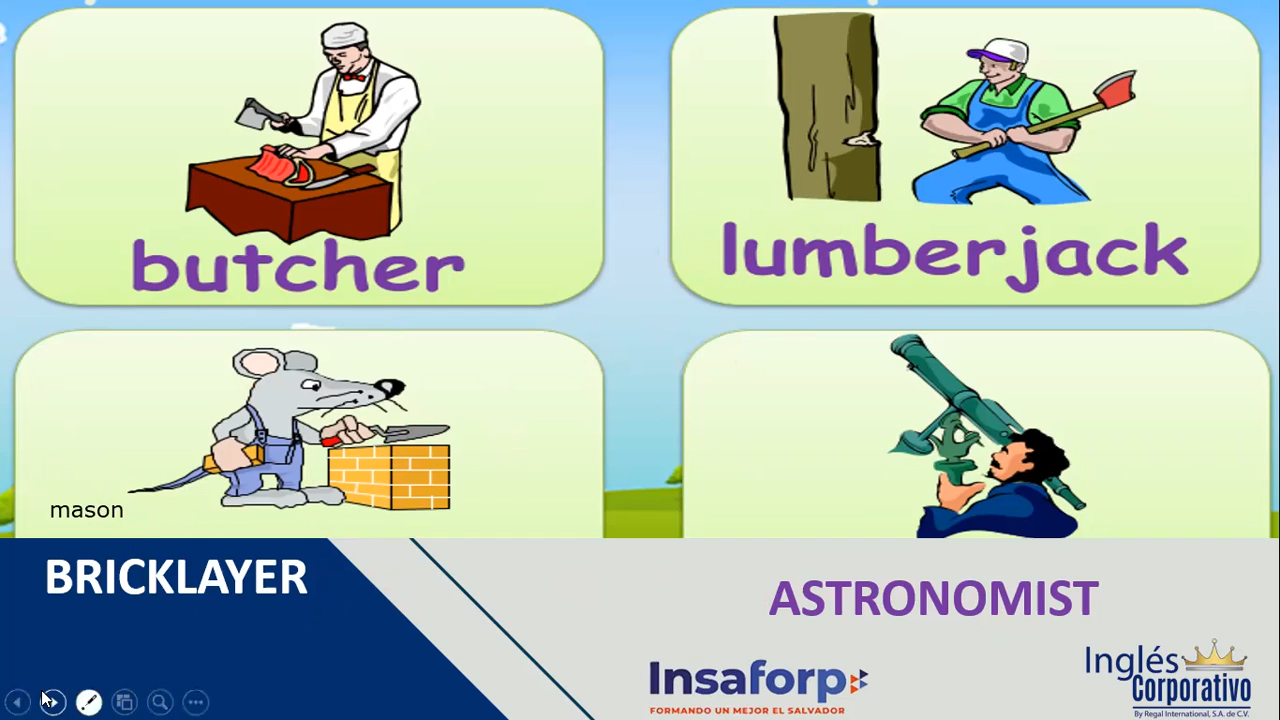 butcher
lumberjack
mason
BRICKLAYER
ASTRONOMIST
Insaforp
FORMANDO UN MEJOR EL SALVADOR
Inglés
Corporativo
By Regal International, S.A. de C.V.